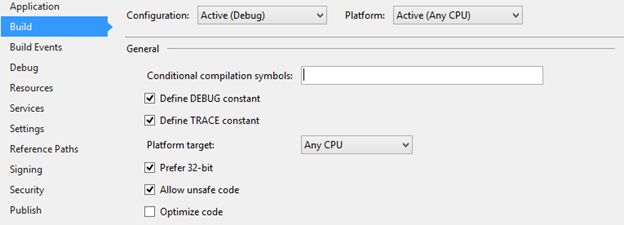 Application
Build
Build Events
Debug
Resources
Services
Settings
Reference Paths
Signing
Security
Publish
Configuration: Active (Debug) Platform: Active (Any CPU)
General
Conditional compilation symbols:
Define DEBUG constant
Define TRACE constant
Platform target: Any CPU
Prefer 32-bit
Allow unsafe code
Optimize code